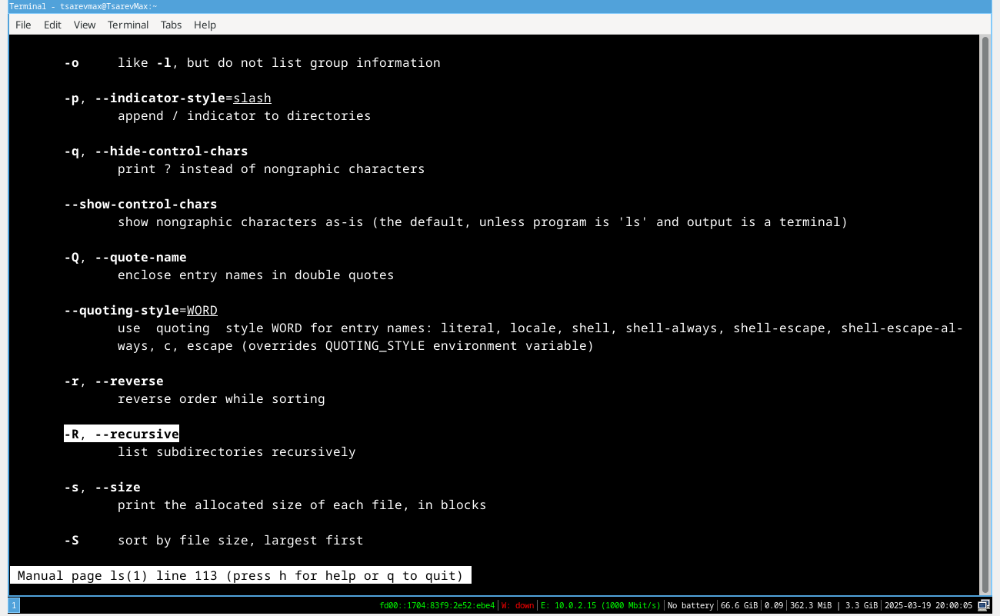 Terminal - tsarevmax@TsarevMax:~
File Edit View Terminal Tabs Help
-o     like -l, but do not list group information
-p, --indicator-style=slash
append / indicator to directories
-q, --hide-control-chars
print ? instead of nongraphic characters
--show-control-chars
show nongraphic characters as-is (the default, unless program is 'ls' and output is a terminal)
-Q, --quote-name
enclose entry names in double quotes
--quoting-style=WORD
use  quoting  style WORD for entry names: literal, locale, shell, shell-always, shell-escape, shell-escape-al-
ways, c, escape (overrides QUOTING_STYLE environment variable)
-r, --reverse
reverse order while sorting
-R, --recursive
list subdirectories recursively
-s, --size
print the allocated size of each file, in blocks
-S     sort by file size, largest first
Manual page ls(1) line 113 (press h for help or q to quit)
1 fd00::1704:83f9:2e52:ebe4 | W: down | E: 10.0.2.15 (1000 Mbit/s) | No battery | 66.6 GiB | 0.09 | 362.3 MiB | 3.3 GiB | 2025-03-19 20:00:05